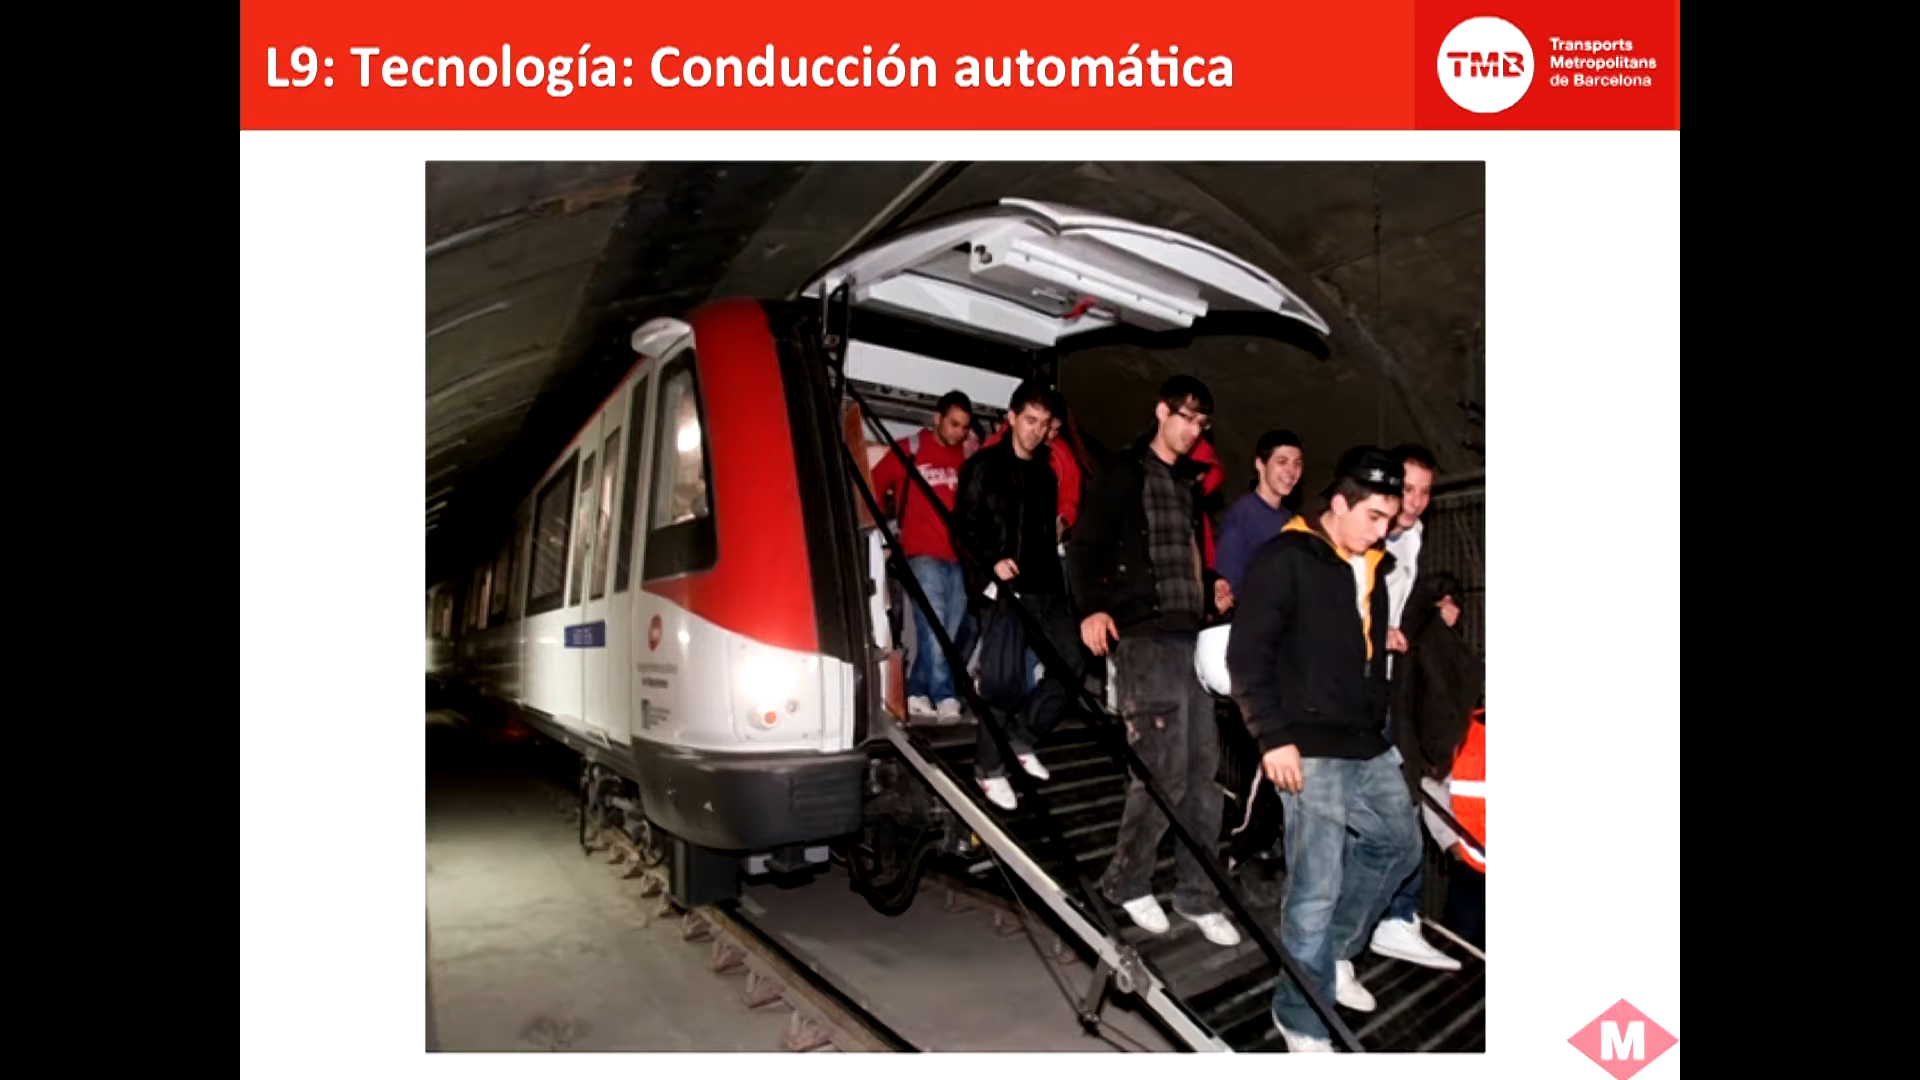 L9: Tecnología: Conducción automática
TMB
Transports
Metropolitans
de Barcelona
M